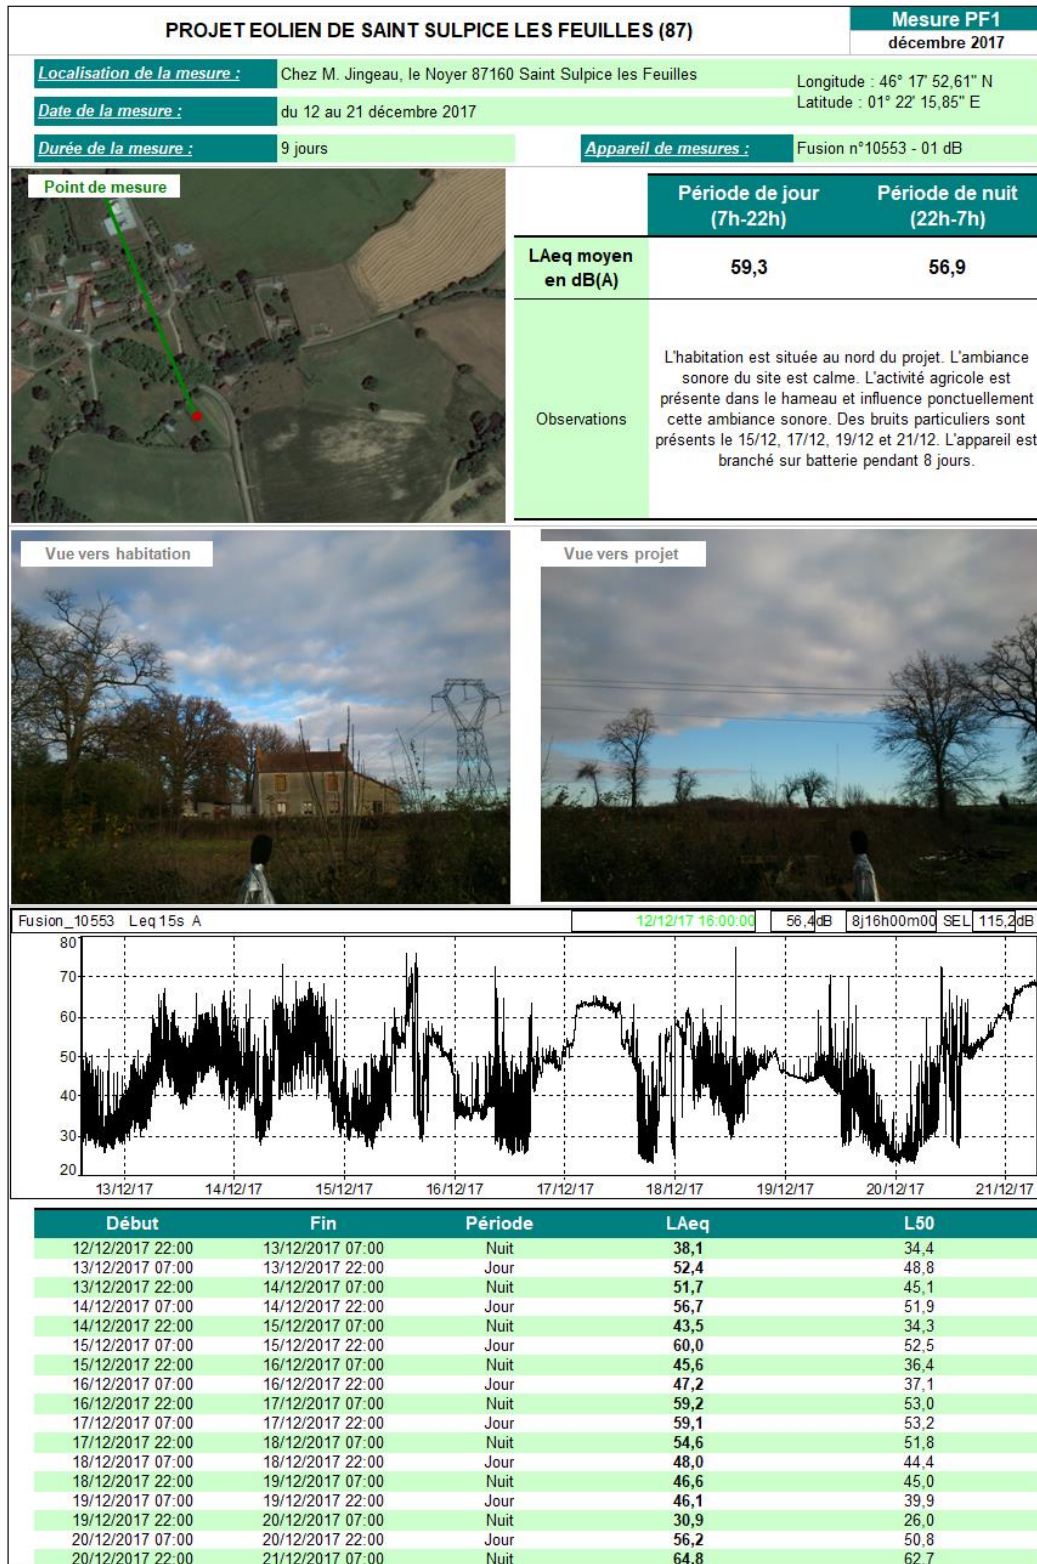 PROJET EOLIEN DE SAINT SULPICE LES FEUILLES (87)
Mesure PF1
décembre 2017
Localisation de la mesure :
Chez M. Jingeau, le Noyer 87160 Saint Sulpice les Feuilles
Longitude : 46° 17' 52,61" N
Latitude : 01° 22' 15,85" E
Date de la mesure :
du 12 au 21 décembre 2017
Durée de la mesure :
9 jours
Appareil de mesures :
Fusion n°10553 - 01 dB
Point de mesure
Période de jour
(7h-22h)
Période de nuit
(22h-7h)
LAeq moyen
en dB(A)
59,3
56,9
Observations
L'habitation est située au nord du projet. L'ambiance
sonore du site est calme. L'activité agricole est
présente dans le hameau et influence ponctuellement
cette ambiance sonore. Des bruits particuliers sont
présents le 15/12, 17/12, 19/12 et 21/12. L'appareil est
branché sur batterie pendant 8 jours.
Vue vers habitation
Vue vers projet
Fusion_10553 Leq 15s A 12/12/17 16:00:00 56,4dB 8j16h00m00 SEL 115,2dB
80
70
60
50
40
30
20
13/12/17 14/12/17 15/12/17 16/12/17 17/12/17 18/12/17 19/12/17 20/12/17 21/12/17
Début Fin Période LAeq L50
12/12/2017 22:00 13/12/2017 07:00 Nuit 38,1 34,4
13/12/2017 07:00 13/12/2017 22:00 Jour 52,4 48,8
13/12/2017 22:00 14/12/2017 07:00 Nuit 51,7 45,1
14/12/2017 07:00 14/12/2017 22:00 Jour 56,7 51,9
14/12/2017 22:00 15/12/2017 07:00 Nuit 43,5 34,3
15/12/2017 07:00 15/12/2017 22:00 Jour 60,0 52,5
15/12/2017 22:00 16/12/2017 07:00 Nuit 45,6 36,4
16/12/2017 07:00 16/12/2017 22:00 Jour 47,2 37,1
16/12/2017 22:00 17/12/2017 07:00 Nuit 59,2 53,0
17/12/2017 07:00 17/12/2017 22:00 Jour 59,1 53,2
17/12/2017 22:00 18/12/2017 07:00 Nuit 54,6 51,8
18/12/2017 07:00 18/12/2017 22:00 Jour 48,0 44,4
18/12/2017 22:00 19/12/2017 07:00 Nuit 46,6 45,0
19/12/2017 07:00 19/12/2017 22:00 Jour 46,1 39,9
19/12/2017 22:00 20/12/2017 07:00 Nuit 30,9 26,0
20/12/2017 07:00 20/12/2017 22:00 Jour 56,2 50,8
20/12/2017 22:00 21/12/2017 07:00 Nuit 64,8 62,7